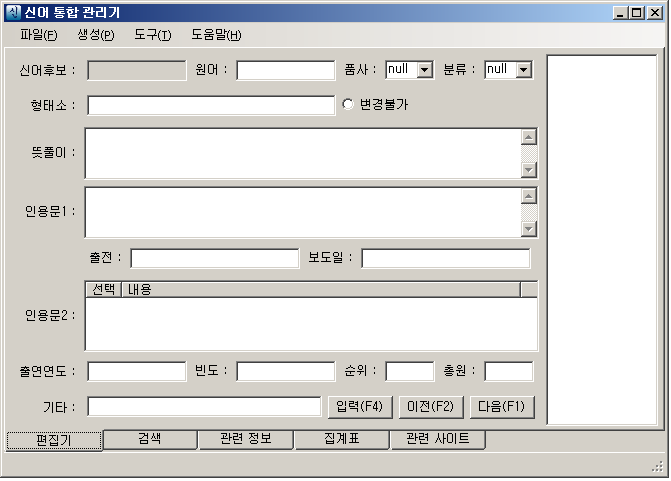 신어 통합 관리기
파일(F) 생성(P) 도구(T) 도움말(H)
신어후보 : 원어 : 품사 : null 분류 : null
형태소 : 변경불가
뜻풀이 :
인용문1 :
출전 : 보도일 :
선택 내용
인용문2 :
출연연도 : 빈도 : 순위 : 총원 :
기타 : 입력(F4) 이전(F2) 다음(F1)
편집기 검색 관련 정보 집계표 관련 사이트